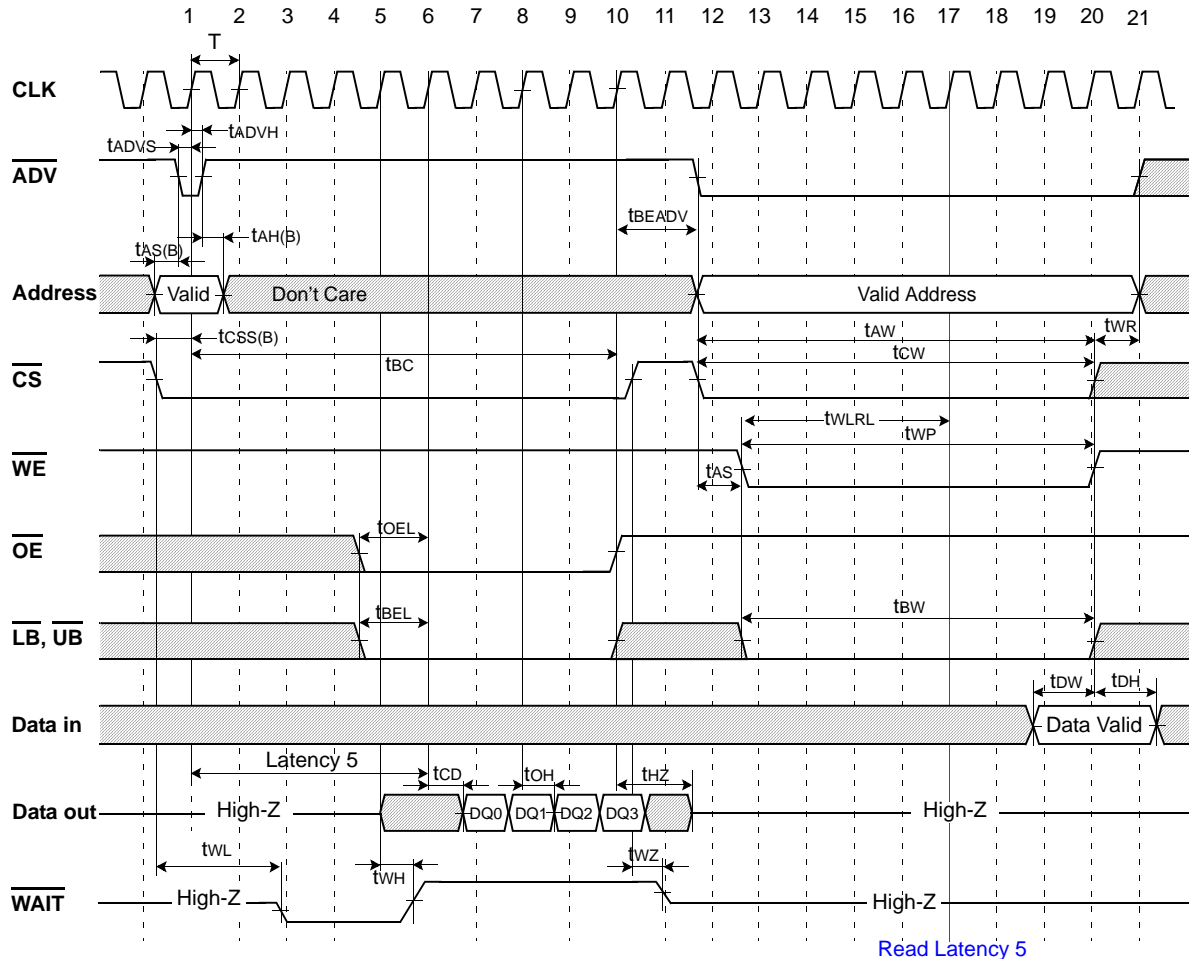 1 2 3 4 5 6 7 8 9 10 11 12 13 14 15 16 17 18 19 20 21
T
CLK
tADVH
tADVS
ADV
tBEADV
tAH(B)
tAS(B)
Address Valid Don't Care Valid Address
tCSS(B) tAW tWR
tBC tCW
CS
tWLRL
tWP
WE
tAS
tOEL
OE
tBEL tBW
LB, UB
tDW tDH
Data in Data Valid
Latency 5
tCD tOH tHZ
Data out High-Z DQ0 DQ1 DQ2 DQ3 High-Z
tWL tWH tWZ
WAIT High-Z High-Z
Read Latency 5